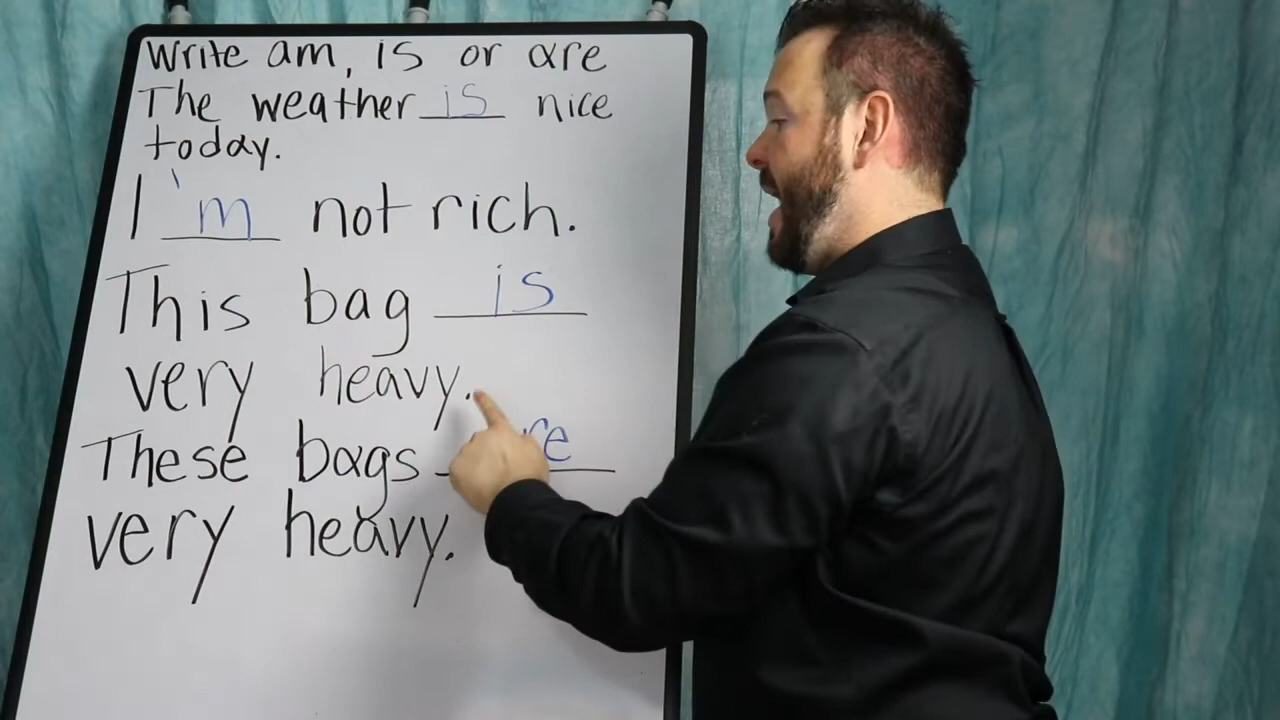 Write am, is or are
The weather is nice
today.
I 'm not rich.
This bag is
very heavy.
These bags
very heavy.